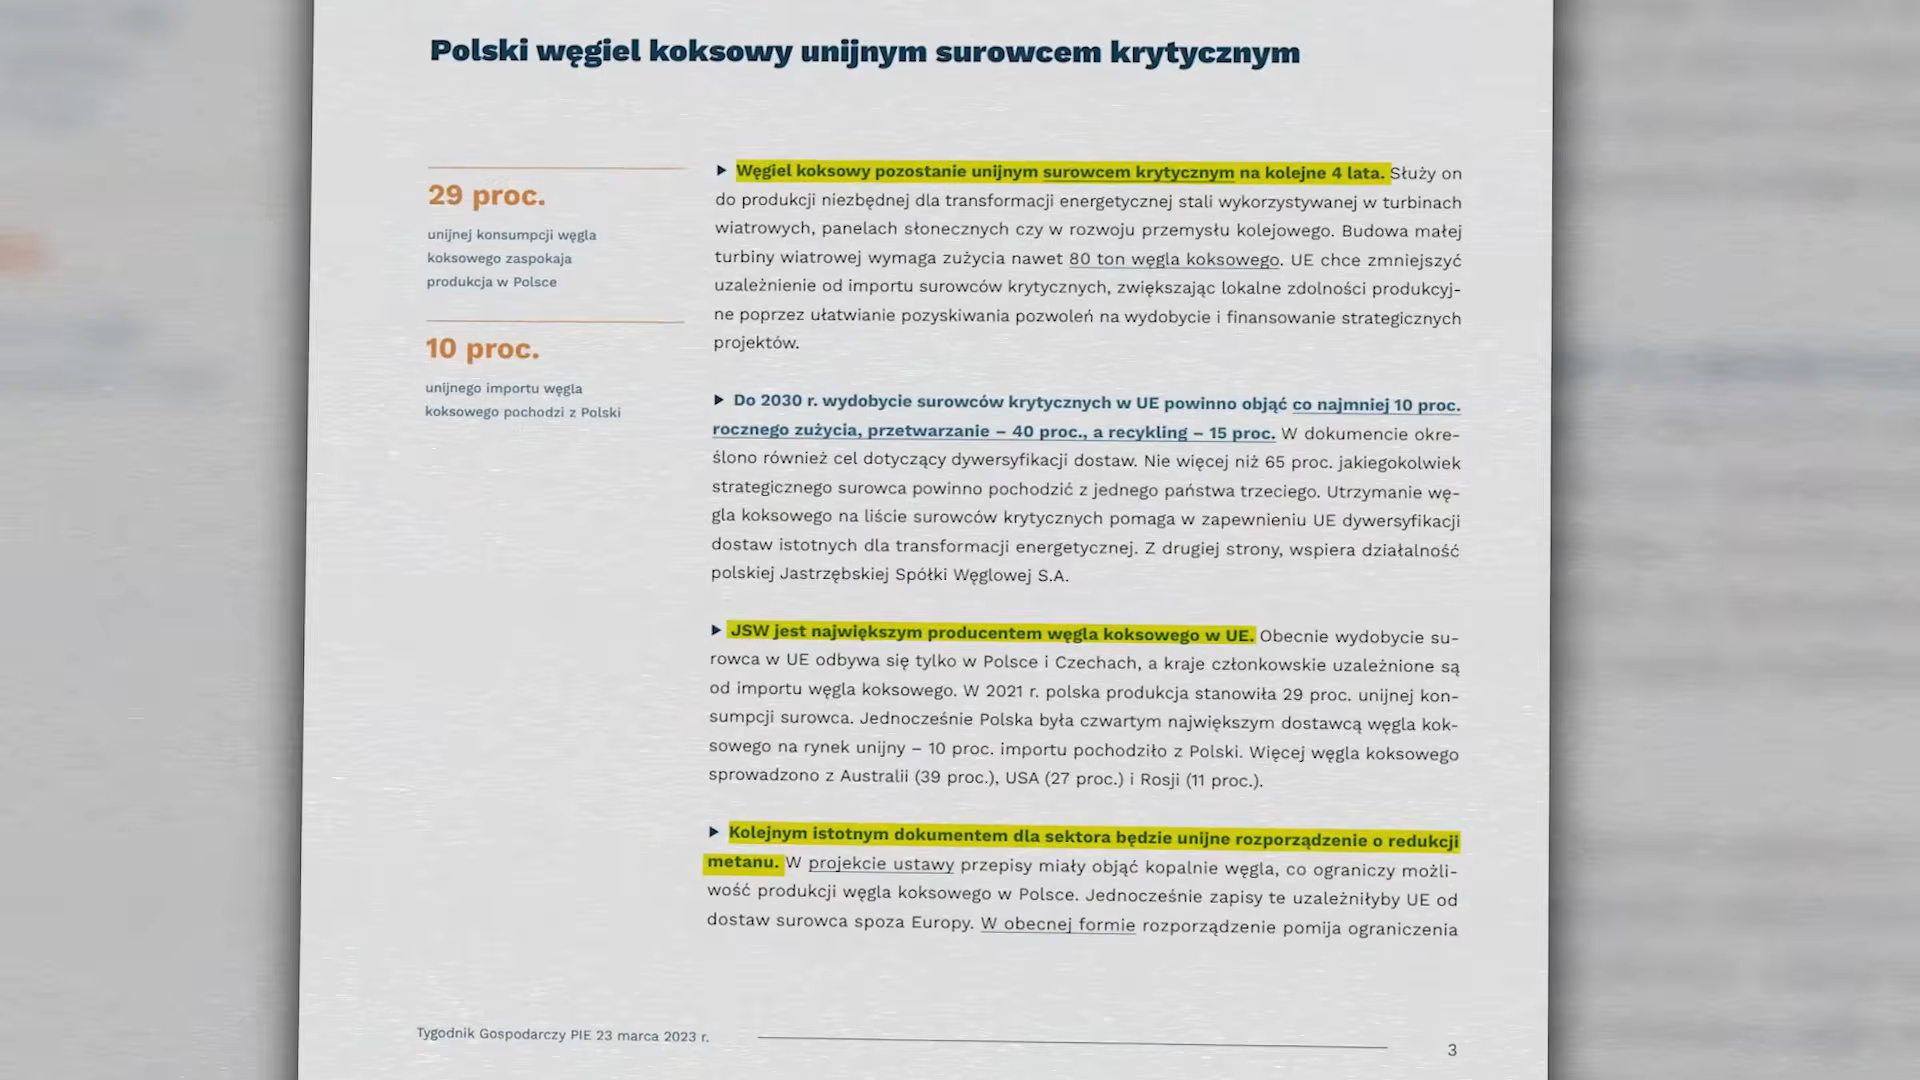 Polski węgiel koksowy unijnym surowcem krytycznym
29 proc.
unijnej konsumpcji węgla
koksowego zaspokaja
produkcja w Polsce
10 proc.
unijnego importu węgla
koksowego pochodzi z Polski
► Węgiel koksowy pozostanie unijnym surowcem krytycznym na kolejne 4 lata. Służy on
do produkcji niezbędnej dla transformacji energetycznej stali wykorzystywanej w turbinach
wiatrowych, panelach słonecznych czy w rozwoju przemysłu kolejowego. Budowa małej
turbiny wiatrowej wymaga zużycia nawet 80 ton węgla koksowego. UE chce zmniejszyć
uzależnienie od importu surowców krytycznych, zwiększając lokalne zdolności produkcyj-
ne poprzez ułatwianie pozyskiwania pozwoleń na wydobycie i finansowanie strategicznych
projektów.
► Do 2030 r. wydobycie surowców krytycznych w UE powinno objąć co najmniej 10 proc.
rocznego zużycia, przetwarzanie – 40 proc., a recykling – 15 proc. W dokumencie okre-
ślono również cel dotyczący dywersyfikacji dostaw. Nie więcej niż 65 proc. jakiegokolwiek
strategicznego surowca powinno pochodzić z jednego państwa trzeciego. Utrzymanie wę-
gla koksowego na liście surowców krytycznych pomaga w zapewnieniu UE dywersyfikacji
dostaw istotnych dla transformacji energetycznej. Z drugiej strony, wspiera działalność
polskiej Jastrzębskiej Spółki Węglowej S.A.
► JSW jest największym producentem węgla koksowego w UE. Obecnie wydobycie su-
rowca w UE odbywa się tylko w Polsce i Czechach, a kraje członkowskie uzależnione są
od importu węgla koksowego. W 2021 r. polska produkcja stanowiła 29 proc. unijnej kon-
sumpcji surowca. Jednocześnie Polska była czwartym największym dostawcą węgla kok-
sowego na rynek unijny – 10 proc. importu pochodziło z Polski. Więcej węgla koksowego
sprowadzono z Australii (39 proc.), USA (27 proc.) i Rosji (11 proc.).
► Kolejnym istotnym dokumentem dla sektora będzie unijne rozporządzenie o redukcji
metanu. W projekcie ustawy przepisy miały objąć kopalnie węgla, co ograniczy możli-
wość produkcji węgla koksowego w Polsce. Jednocześnie zapisy te uzależniłyby UE od
dostaw surowca spoza Europy. W obecnej formie rozporządzenie pomija ograniczenia
Tygodnik Gospodarczy PIE 23 marca 2023 r.
3